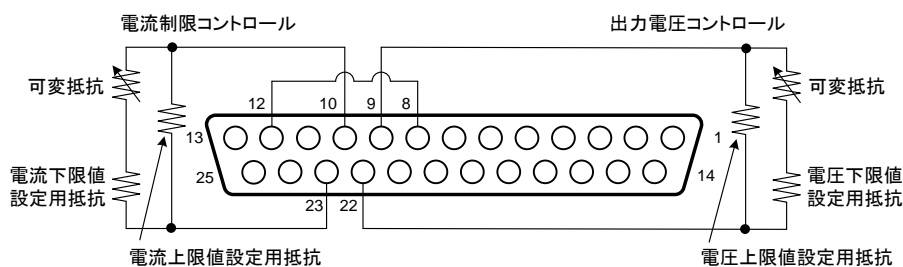 電流制限コントロール
出力電圧コントロール
可変抵抗
可変抵抗
12
10
9
8
13
1
25
14
電流下限値
設定用抵抗
電圧下限値
設定用抵抗
23
22
電流上限値設定用抵抗
電圧上限値設定用抵抗